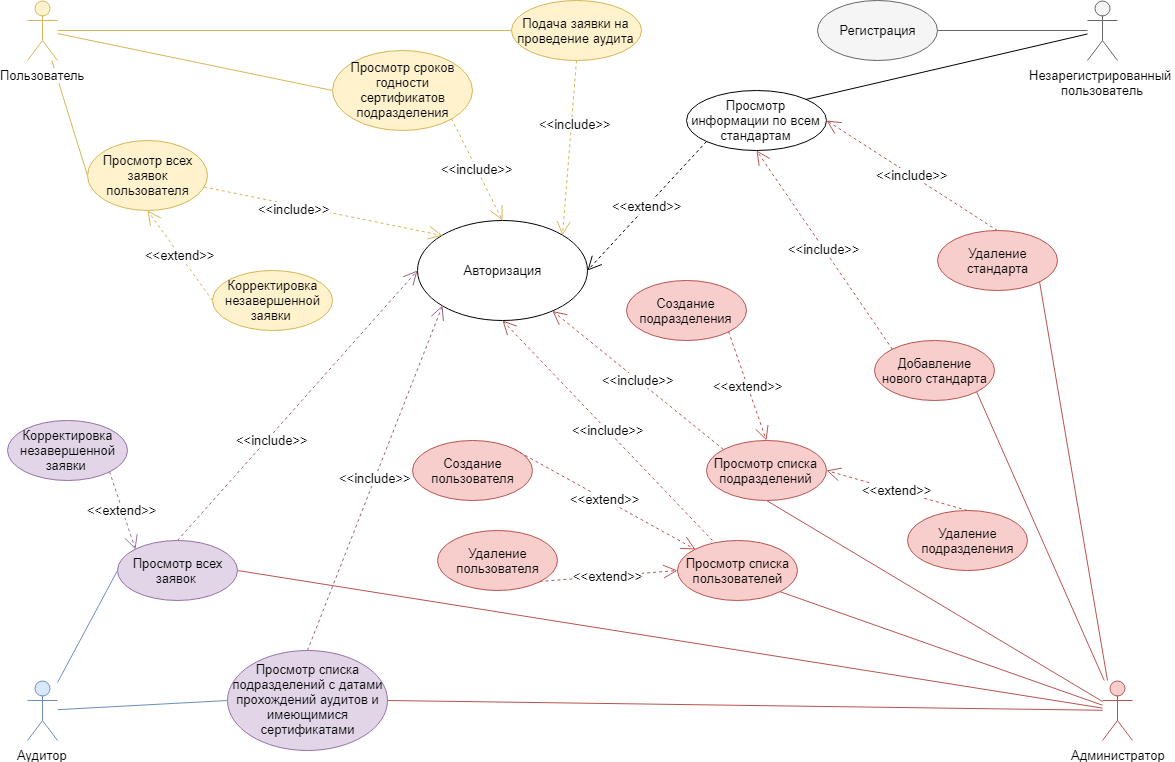 Пользователь
Подача заявки на
проведение аудита
Регистрация
Незарегистрированный
пользователь
Просмотр сроков
годности
сертификатов
подразделения
Просмотр
информации по всем
стандартам
<<include>>
<<include>>
<<include>>
Просмотр всех
заявок
пользователя
<<include>>
<<extend>>
<<extend>>
<<include>>
Авторизация
Удаление
стандарта
Корректировка
незавершенной
заявки
Создание
подразделения
Добавление
нового стандарта
<<include>>
<<extend>>
Корректировка
незавершенной
заявки
<<include>>
<<include>>
<<include>>
Создание
пользователя
Просмотр списка
подразделений
<<extend>>
<<extend>>
<<extend>>
Удаление
подразделения
Просмотр всех
заявок
Удаление
пользователя
<<extend>>
Просмотр списка
пользователей
Просмотр списка
подразделений с датами
прохождений аудитов и
имеющимися
сертификатами
Аудитор
Администратор